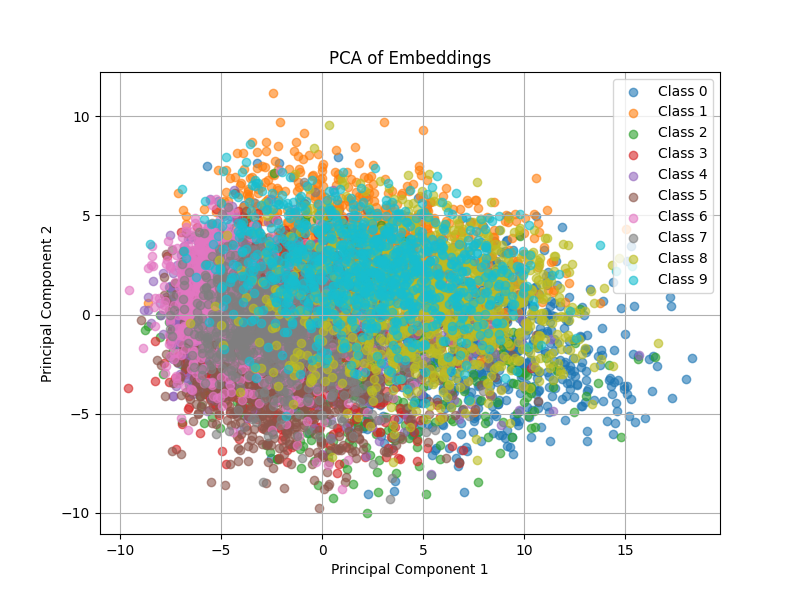 PCA of Embeddings
Class 0
Class 1
Class 2
Class 3
Class 4
Class 5
Class 6
Class 7
Class 8
Class 9
10
5
0
−5
−10
Principal Component 2
−10 −5 0 5 10 15
Principal Component 1